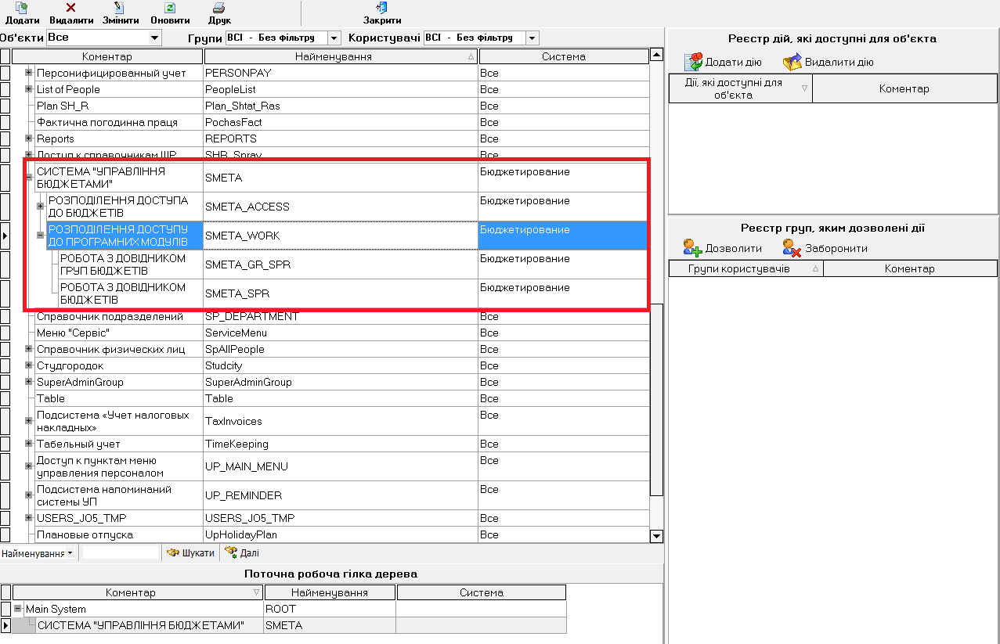 Додати Видалити Змінити Оновити Друк Закрити
Об'єкти Все Групи ВСІ - Без фільтру Користувачі ВСІ - Без фільтру
Коментар Найменування Система
Персонифицированный учет PERSONPAY Все
List of People PeopleList Все
Plan SH_R Plan_Shtat_Ras Все
Фактична погодинна праця PochasFact Все
Reports REPORTS Все
Доступ к справочникам ШР SHR_Sprav Все
СИСТЕМА "УПРАВЛІННЯ
БЮДЖЕТАМИ" SMETA Бюджетирование
РОЗПОДІЛЕННЯ ДОСТУПА
ДО БЮДЖЕТІВ SMETA_ACCESS Бюджетирование
РОЗПОДІЛЕННЯ ДОСТУПУ
ДО ПРОГРАМНИХ МОДУЛІВ SMETA_WORK Бюджетирование
РОБОТА З ДОВІДНИКОМ
ГРУП БЮДЖЕТІВ SMETA_GR_SPR Бюджетирование
РОБОТА З ДОВІДНИКОМ
БЮДЖЕТІВ SMETA_SPR Бюджетирование
Справочник подразделений SP_DEPARTMENT Все
Меню "Сервіс" ServiceMenu Все
Справочник физических лиц SpAllPeople Все
Студгородок Studcity Все
SuperAdminGroup SuperAdminGroup Все
Table Table Все
Подсистема «Учет налоговых
накладных» TaxInvoices Все
Табельный учет TimeKeeping Все
Доступ к пунктам меню
управления персоналом UP_MAIN_MENU Все
Подсистема напоминаний
системы УП UP_REMINDER Все
USERS_JO5_TMP USERS_JO5_TMP Все
Плановые отпуска UpHolidayPlan Все
Найменування Шукати Далі
Поточна робоча гілка дерева
Коментар Найменування Система
Main System ROOT
СИСТЕМА "УПРАВЛІННЯ БЮДЖЕТАМИ" SMETA
Реєстр дій, які доступні для об'єкта
Додати дію Видалити дію
Дії, які доступні для
об'єкта Коментар
Реєстр груп, яким дозволені дії
Дозволити Заборонити
Групи користувачів Коментар